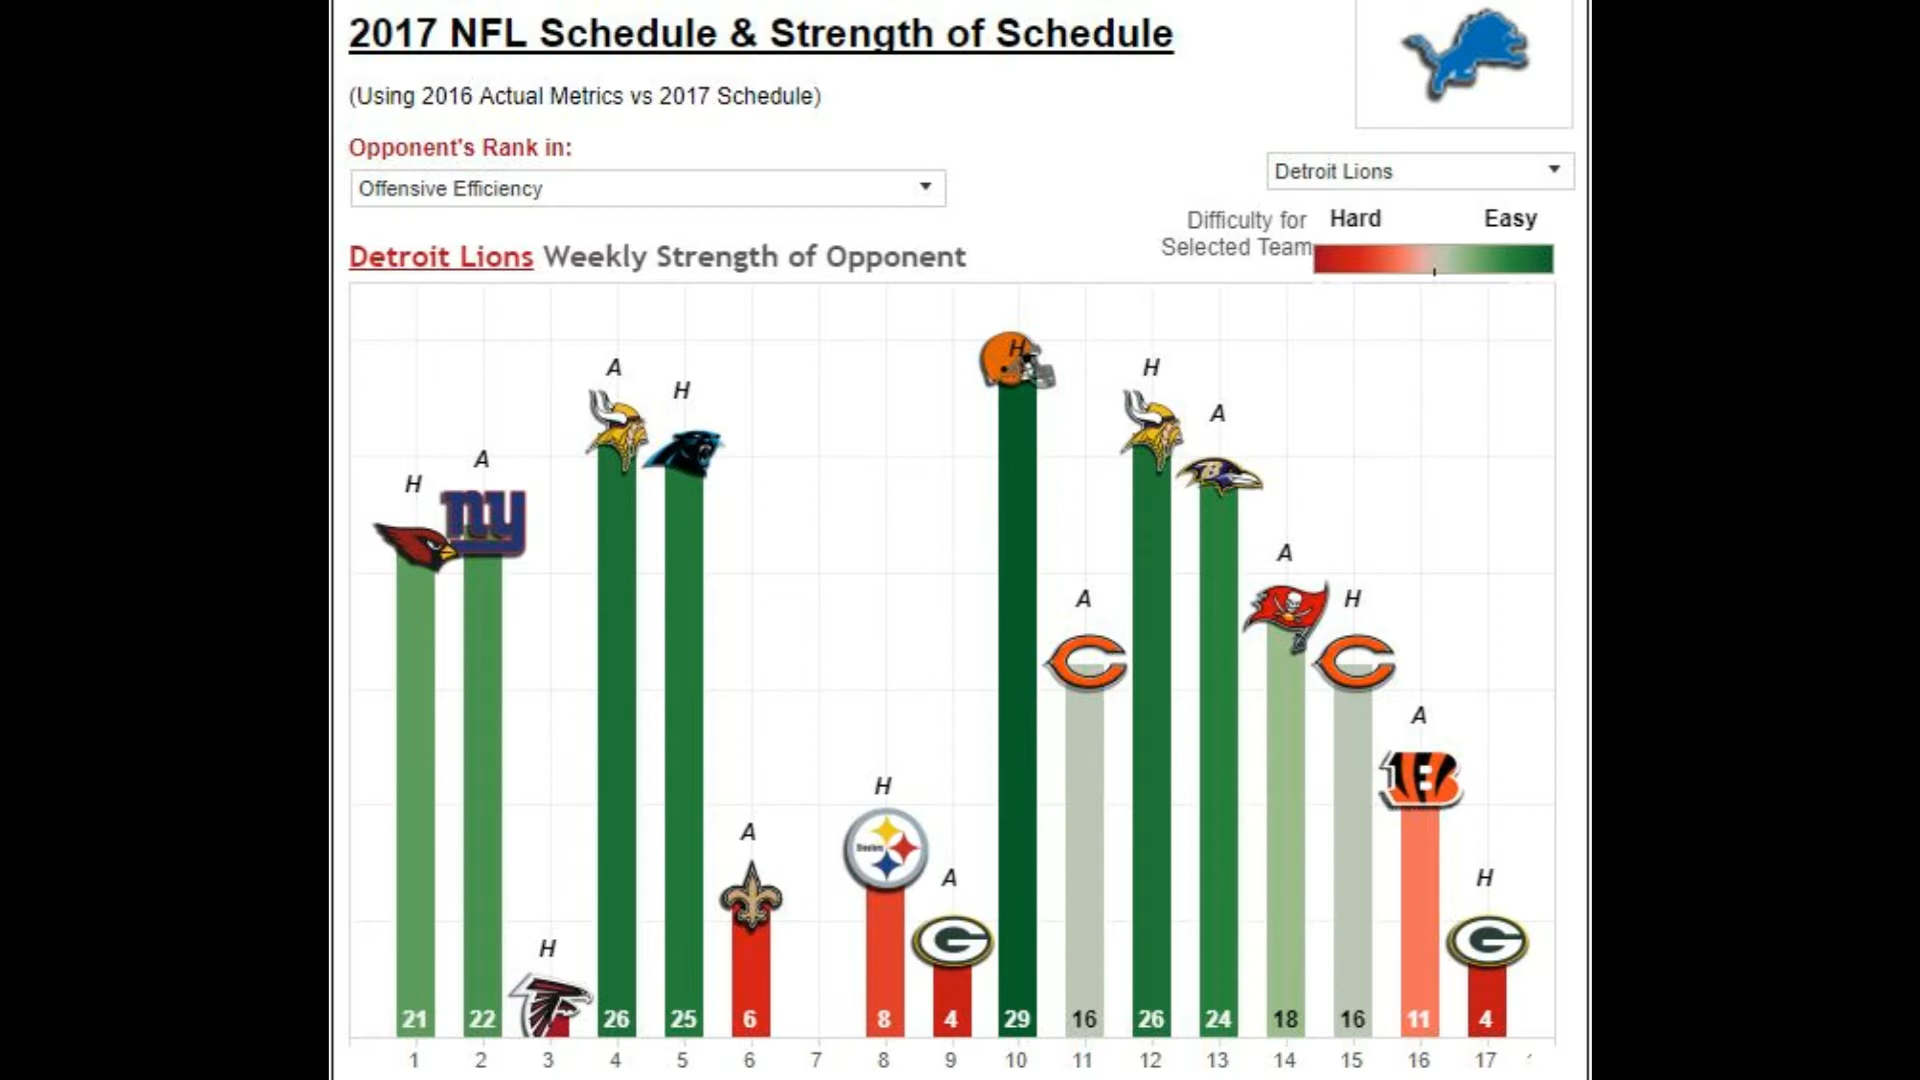 2017 NFL Schedule & Strength of Schedule
(Using 2016 Actual Metrics vs 2017 Schedule)
Opponent's Rank in:
Offensive Efficiency
Detroit Lions
Difficulty for Selected Team
Hard Easy
Detroit Lions Weekly Strength of Opponent
H A H A H A H A H A H A A H A H
ny
Steelers
B
C
C
B
G
G
21 22 26 25 6 8 4 29 16 26 24 18 16 11 4
1 2 3 4 5 6 7 8 9 10 11 12 13 14 15 16 17